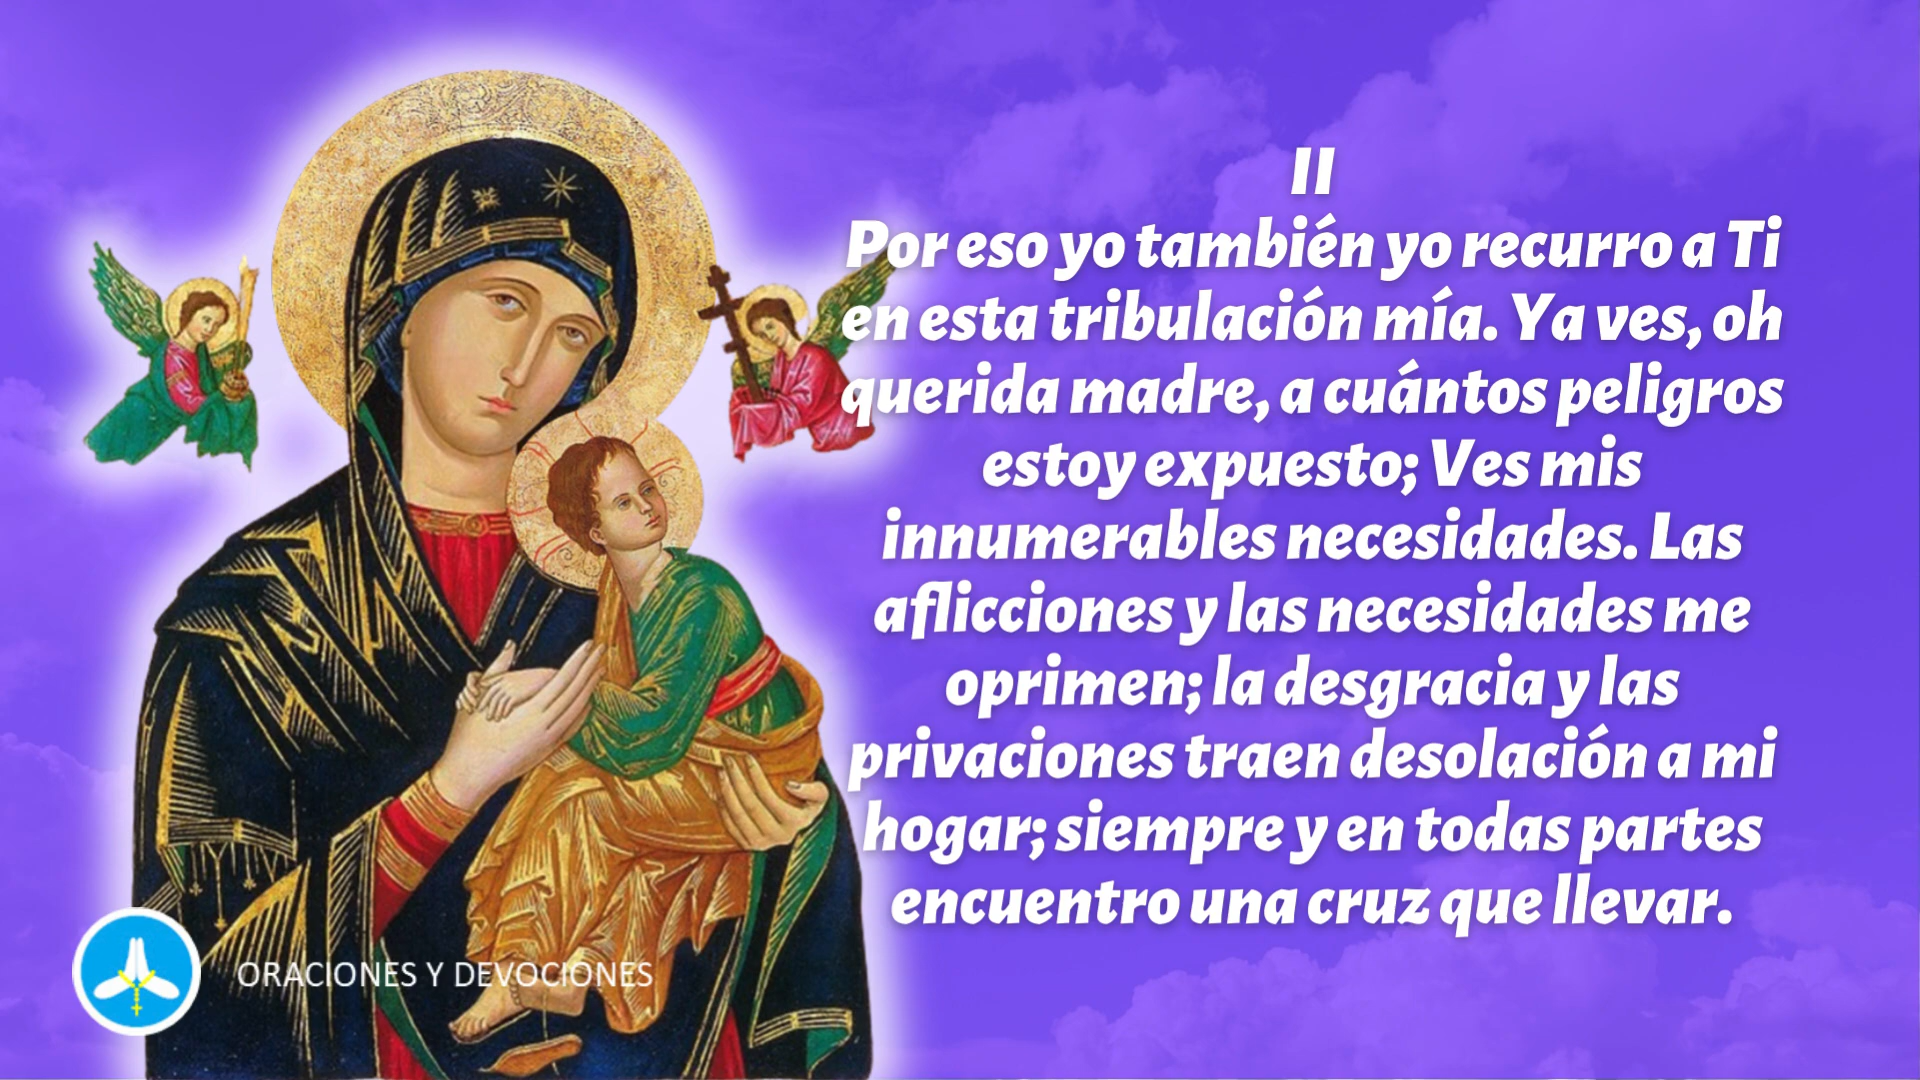 II
Por eso yo también yo recurro a Ti
en esta tribulación mía. Ya ves, oh
querida madre, a cuántos peligros
estoy expuesto; Ves mis
innumerables necesidades. Las
aflicciones y las necesidades me
oprimen; la desgracia y las
privaciones traen desolación a mi
hogar; siempre y en todas partes
encuentro una cruz que llevar.
ORACIONES Y DEVOCIONES